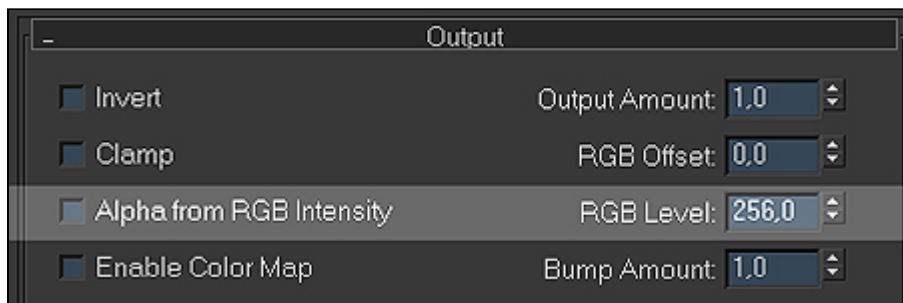 Output
Invert Output Amount: 1,0
Clamp RGB Offset: 0,0
Alpha from RGB Intensity RGB Level: 256,0
Enable Color Map Bump Amount: 1,0